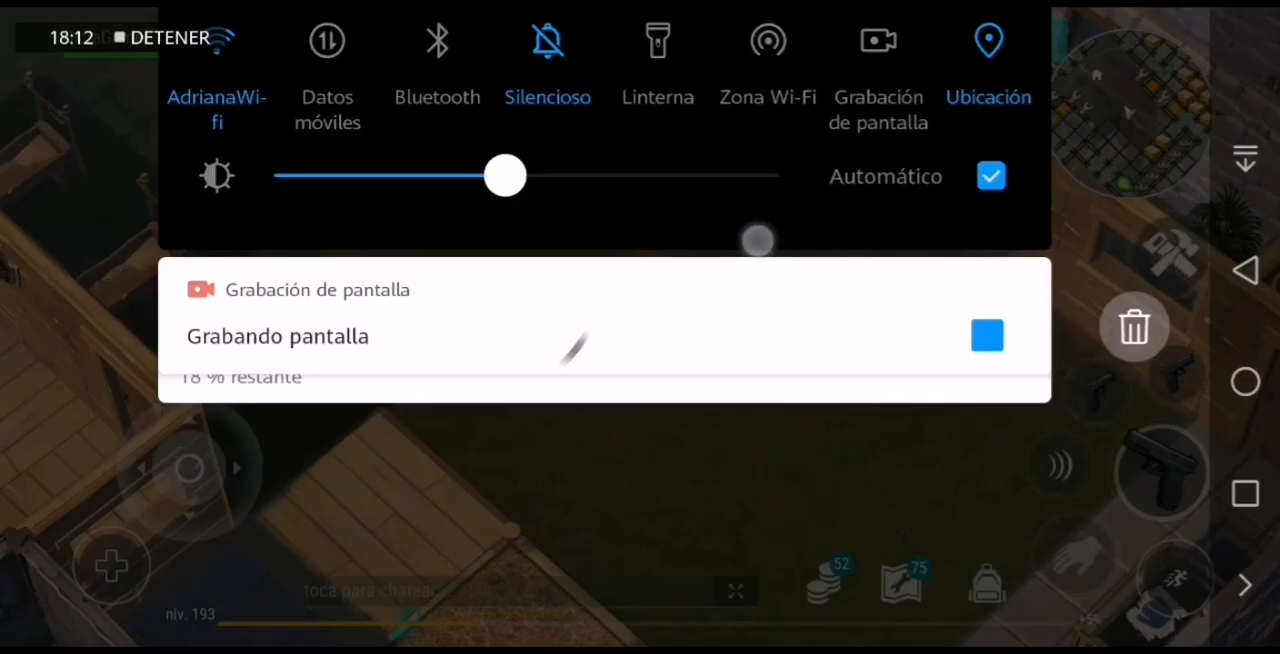 18:12 DETENER
AdrianaWi-
fi
Datos
móviles
Bluetooth
Silencioso
Linterna
Zona Wi-Fi
Grabación
de pantalla
Ubicación
Automático
Grabación de pantalla
Grabando pantalla
18 % restante
52
75
toca para chatear
niv. 193